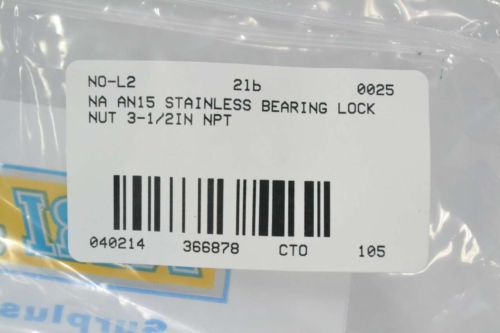 NO-L2 21b 0025
NA AN15 STAINLESS BEARING LOCK
NUT 3-1/2IN NPT
040214 366878 CTO 105
Surplus